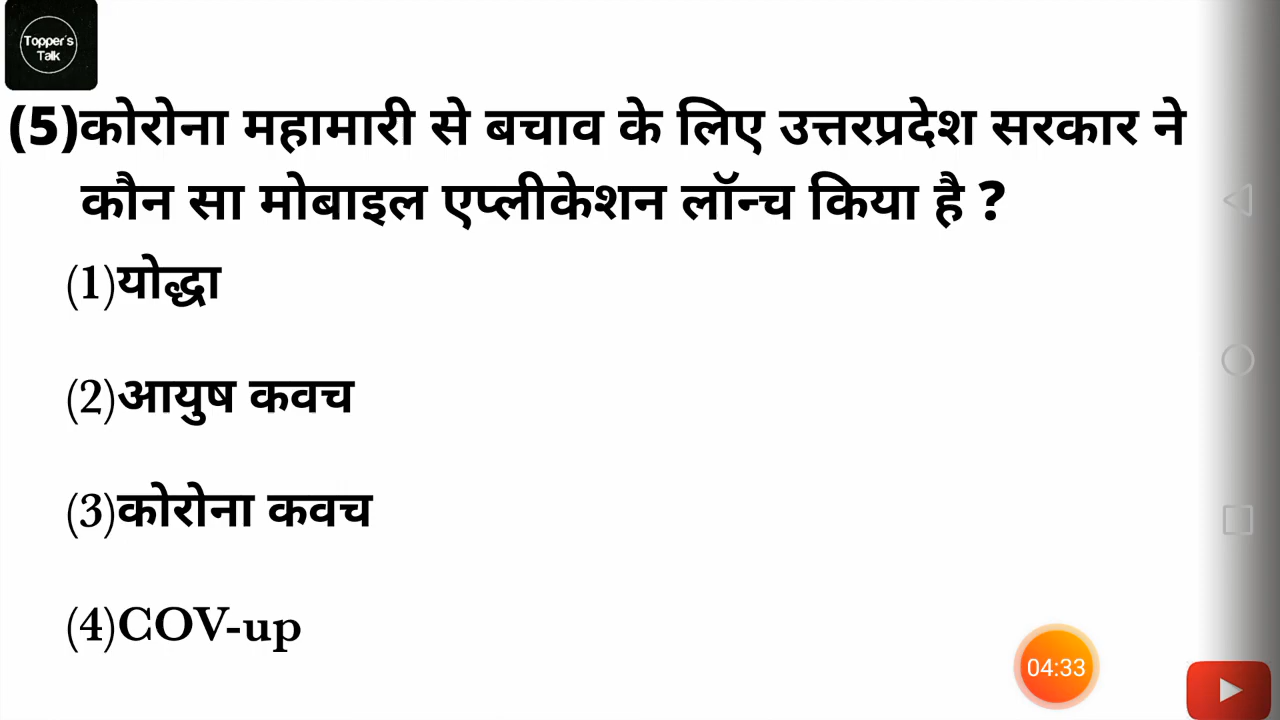 Topper's
Talk
(5)कोरोना महामारी से बचाव के लिए उत्तरप्रदेश सरकार ने
कौन सा मोबाइल एप्लीकेशन लॉन्च किया है ?
(1)योद्धा
(2)आयुष कवच
(3)कोरोना कवच
(4)COV-up
04:33